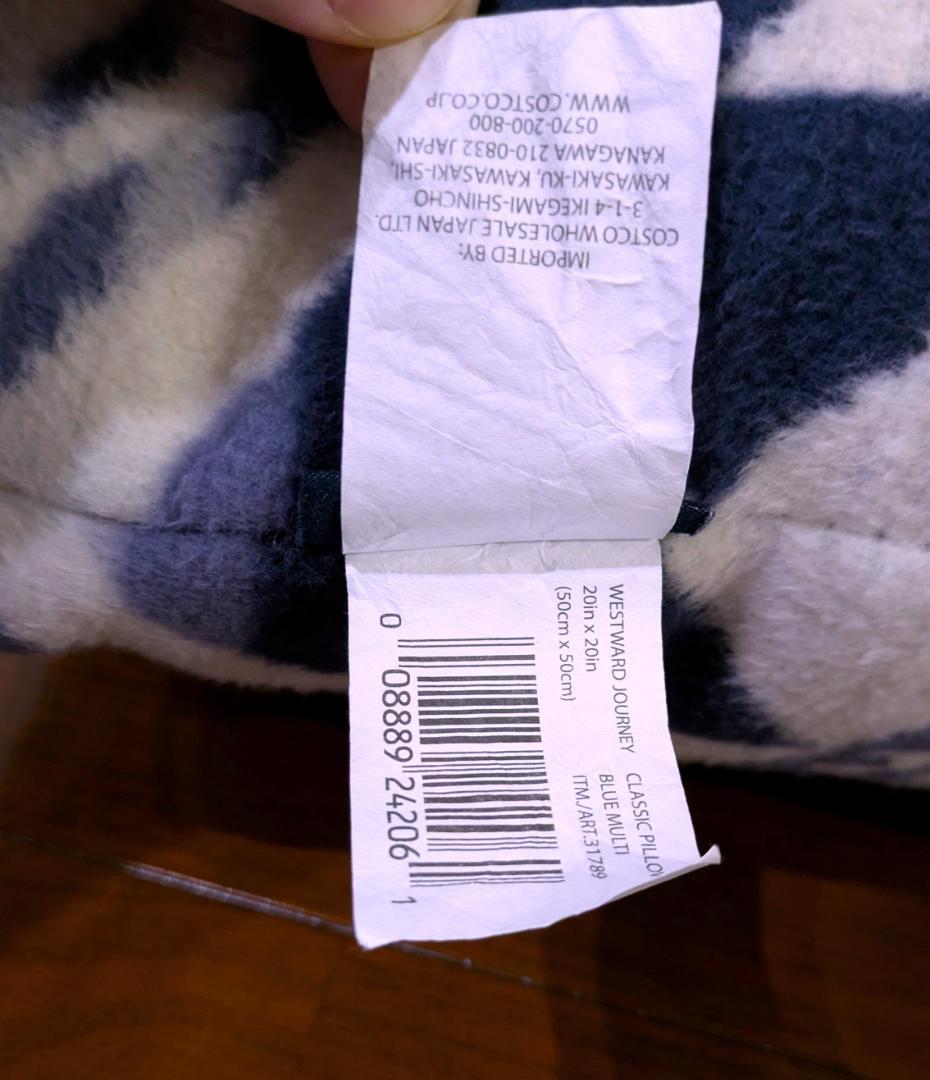 IMPORTED BY:
COSTCO WHOLESALE JAPAN LTD.
3-1-4 IKEGAMI-SHINCHO
KAWASAKI-KU, KAWASAKI-SHI,
KANAGAWA 210-0832 JAPAN
0570-200-800
WWW.COSTCO.CO.JP
CLASSIC
WESTWARD JOURNEY BLUE MULTI
20in x 20in ITM./ART.31789
(50cm x 50cm)
0 08889 24206 1